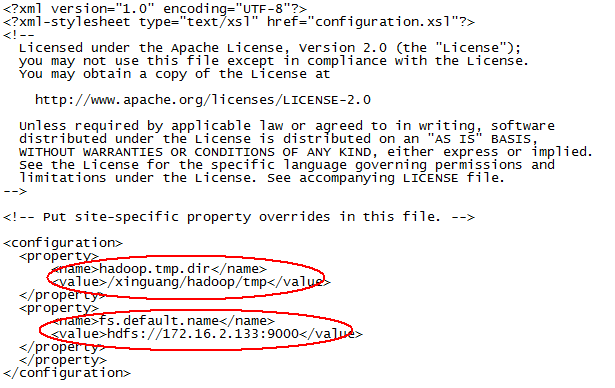 <?xml version="1.0" encoding="UTF-8"?>
<?xml-stylesheet type="text/xsl" href="configuration.xsl"?>
<!--
  Licensed under the Apache License, Version 2.0 (the "License");
  you may not use this file except in compliance with the License.
  You may obtain a copy of the License at

    http://www.apache.org/licenses/LICENSE-2.0

  Unless required by applicable law or agreed to in writing, software
  distributed under the License is distributed on an "AS IS" BASIS,
  WITHOUT WARRANTIES OR CONDITIONS OF ANY KIND, either express or implied.
  See the License for the specific language governing permissions and
  limitations under the License. See accompanying LICENSE file.
-->

<!-- Put site-specific property overrides in this file. -->

<configuration>
  <property>
      <name>hadoop.tmp.dir</name>
      <value>/xinguang/hadoop/tmp</value>
  </property>
  <property>
      <name>fs.default.name</name>
      <value>hdfs://172.16.2.133:9000</value>
  </property>
  </property>
</configuration>